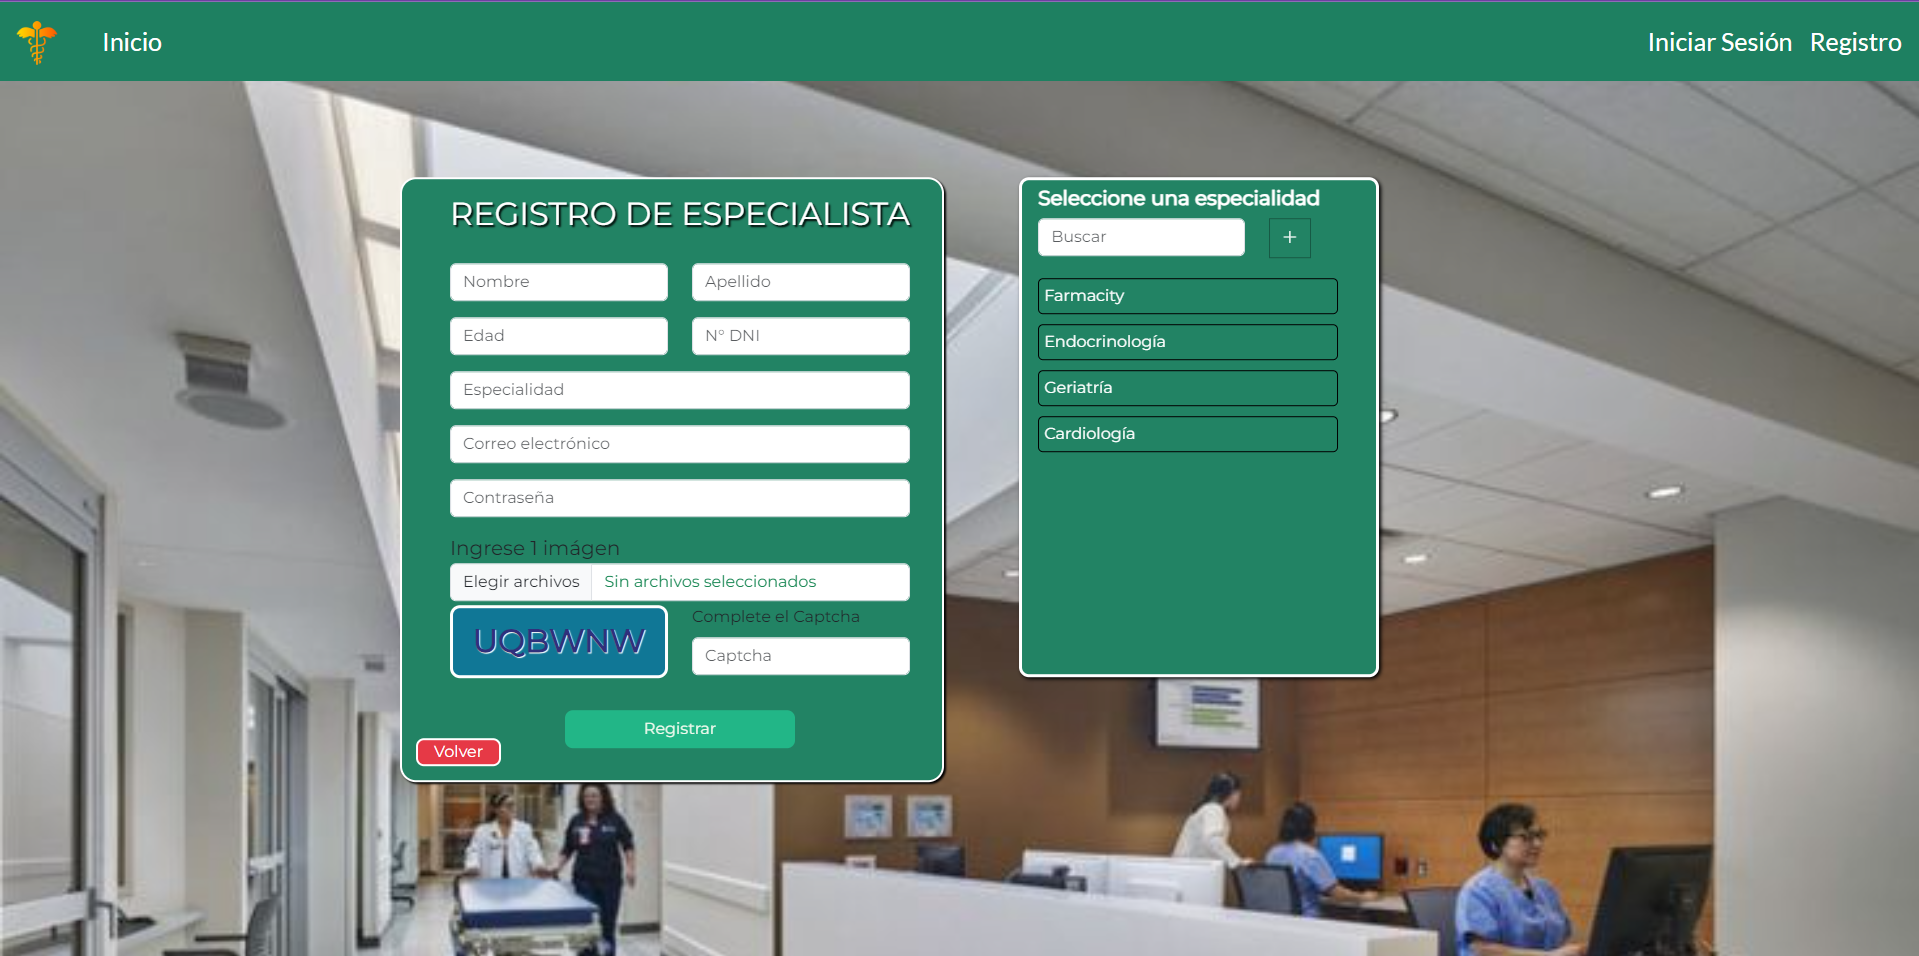 Inicio
Iniciar Sesión Registro
REGISTRO DE ESPECIALISTA
Nombre
Apellido
Edad
N° DNI
Especialidad
Correo electrónico
Contraseña
Ingrese 1 imágen
Elegir archivos Sin archivos seleccionados
UQBWNW
Complete el Captcha
Captcha
Registrar
Volver
Seleccione una especialidad
Buscar
+
Farmacity
Endocrinología
Geriatría
Cardiología